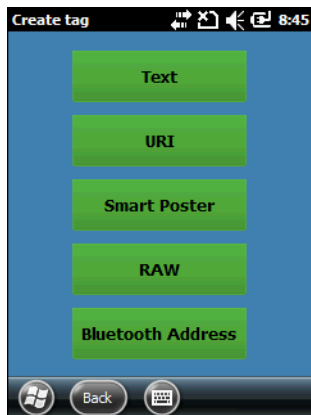 Create tag 8:45
Text
URI
Smart Poster
RAW
Bluetooth Address
Back